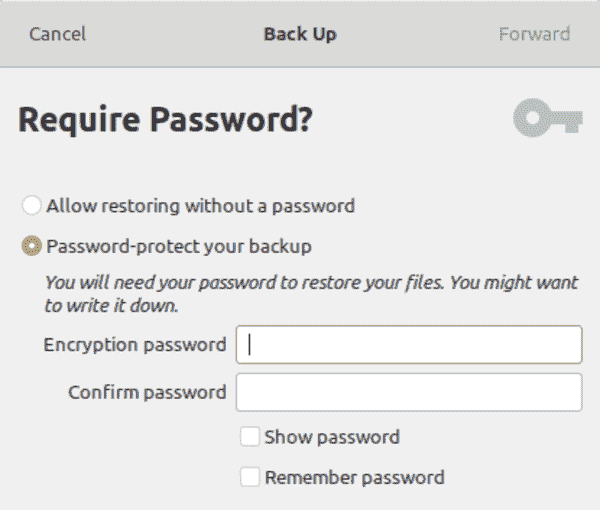 Cancel
Back Up
Forward
Require Password?
Allow restoring without a password
Password-protect your backup
You will need your password to restore your files. You might want
to write it down.
Encryption password
Confirm password
Show password
Remember password